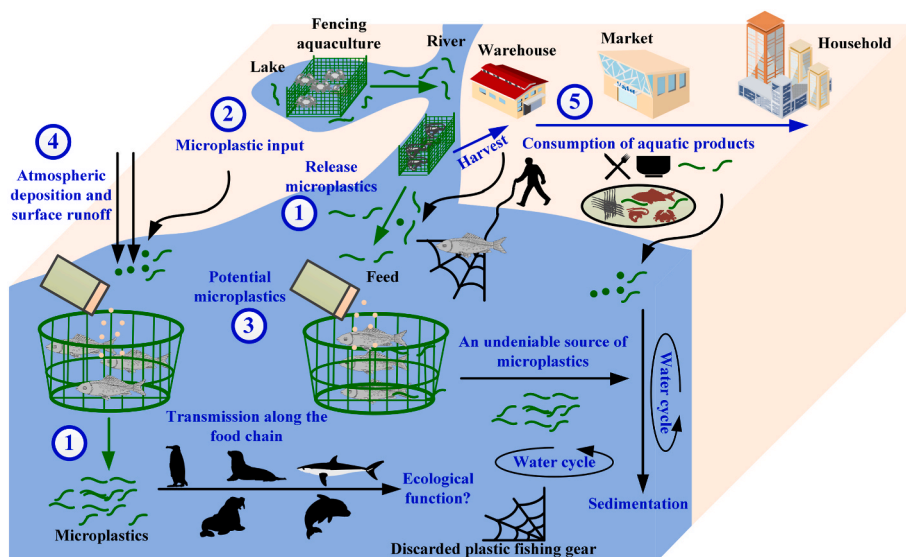 Fencing
aquaculture
River
Lake
Warehouse
Market
Household
2
Microplastic input
5
Harvest
Consumption of aquatic products
4
Atmospheric
deposition and
surface runoff
Release
microplastics
1
Potential
microplastics
3
Feed
An undeniable source of
microplastics
Water cycle
Transmission along the
food chain
1
Water cycle
Ecological
function?
Sedimentation
Microplastics
Discarded plastic fishing gear